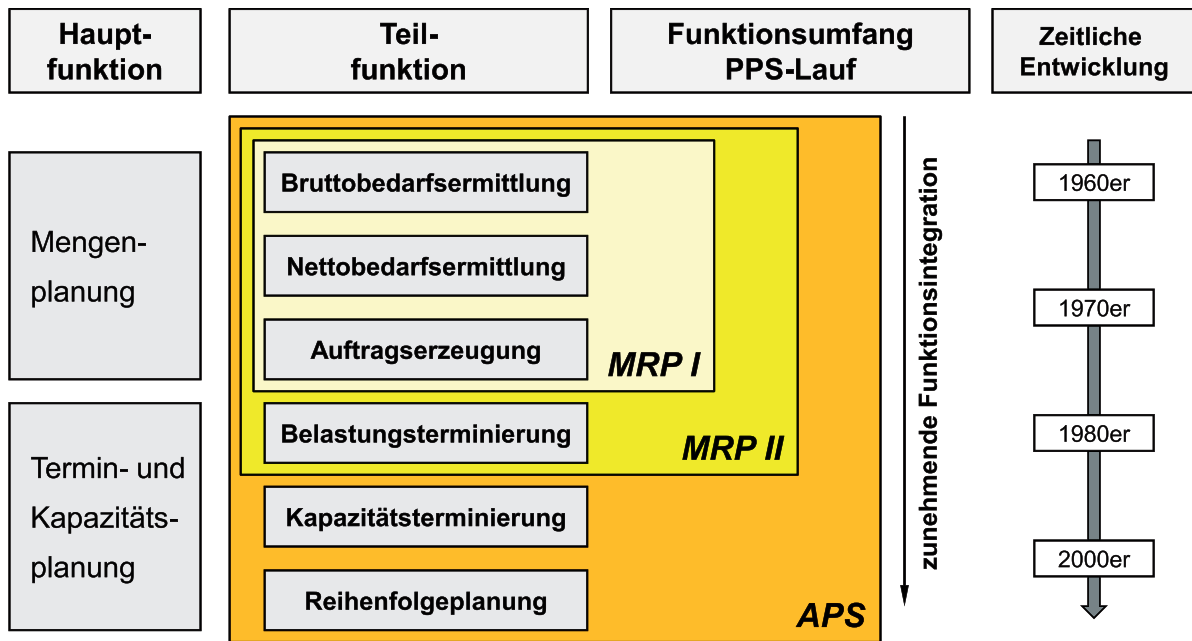 Haupt-
funktion
Teil-
funktion
Funktionsumfang
PPS-Lauf
Zeitliche
Entwicklung
Mengen-
planung
Termin- und
Kapazitäts-
planung
Bruttobedarfsermittlung
Nettobedarfsermittlung
Auftragserzeugung
MRP I
Belastungsterminierung
MRP II
Kapazitätsterminierung
Reihenfolgeplanung
APS
zunehmende Funktionsintegration
1960er
1970er
1980er
2000er